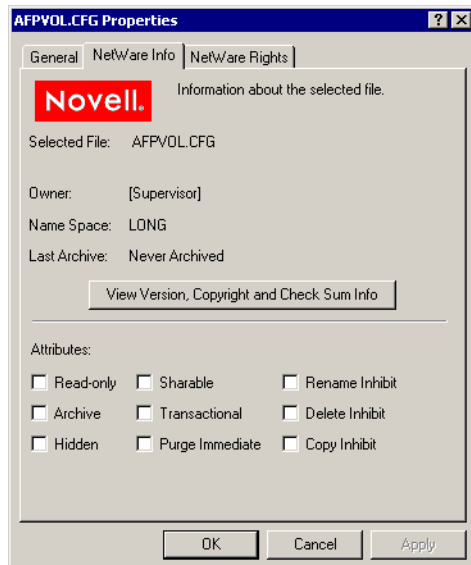 AFPVOL.CFG Properties
General NetWare Info NetWare Rights
Novell.
Information about the selected file.
Selected File: AFPVOL.CFG
Owner: [Supervisor]
Name Space: LONG
Last Archive: Never Archived
View Version, Copyright and Check Sum Info
Attributes:
Read-only Sharable Rename Inhibit
Archive Transactional Delete Inhibit
Hidden Purge Immediate Copy Inhibit
OK Cancel Apply